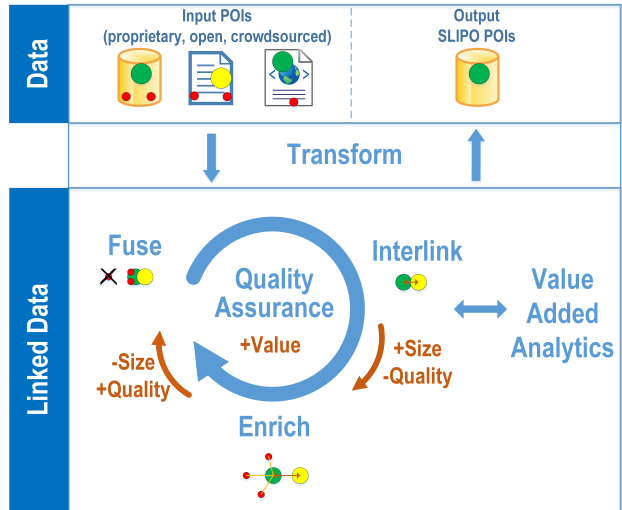 Data
Input POIs
(proprietary, open, crowdsourced)
Output
SLIPO POIs
< >
Transform
Linked Data
Fuse
Interlink
Quality
Assurance
+Value
Value
Added
Analytics
-Size
+Quality
+Size
-Quality
Enrich